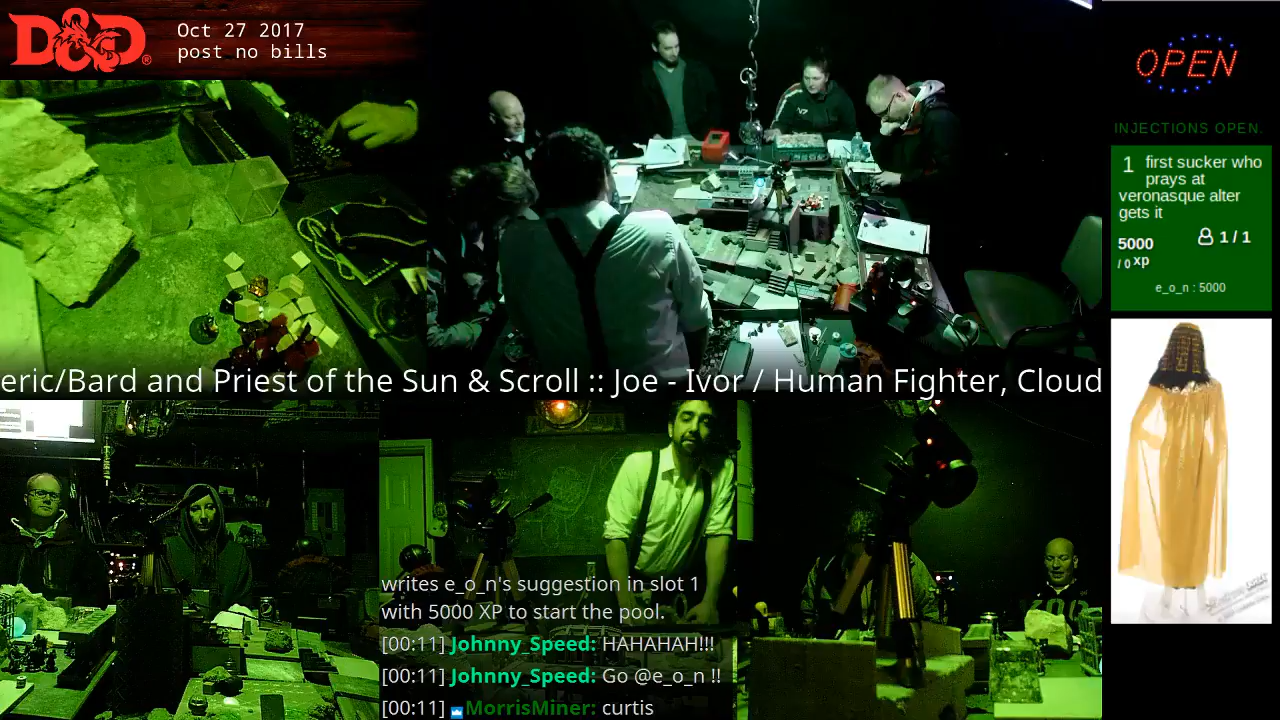 D&D®
Oct 27 2017
post no bills
OPEN
INJECTIONS OPEN.
1 first sucker who
prays at
veronasque alter
gets it
5000
/ 0 xp
1 / 1
e_o_n : 5000
eric/Bard and Priest of the Sun & Scroll :: Joe - Ivor / Human Fighter, Cloud
N7
writes e_o_n's suggestion in slot 1
with 5000 XP to start the pool.
[00:11] Johnny_Speed: HAHAHAH!!!
[00:11] Johnny_Speed: Go @e_o_n !!
[00:11] MorrisMiner: curtis